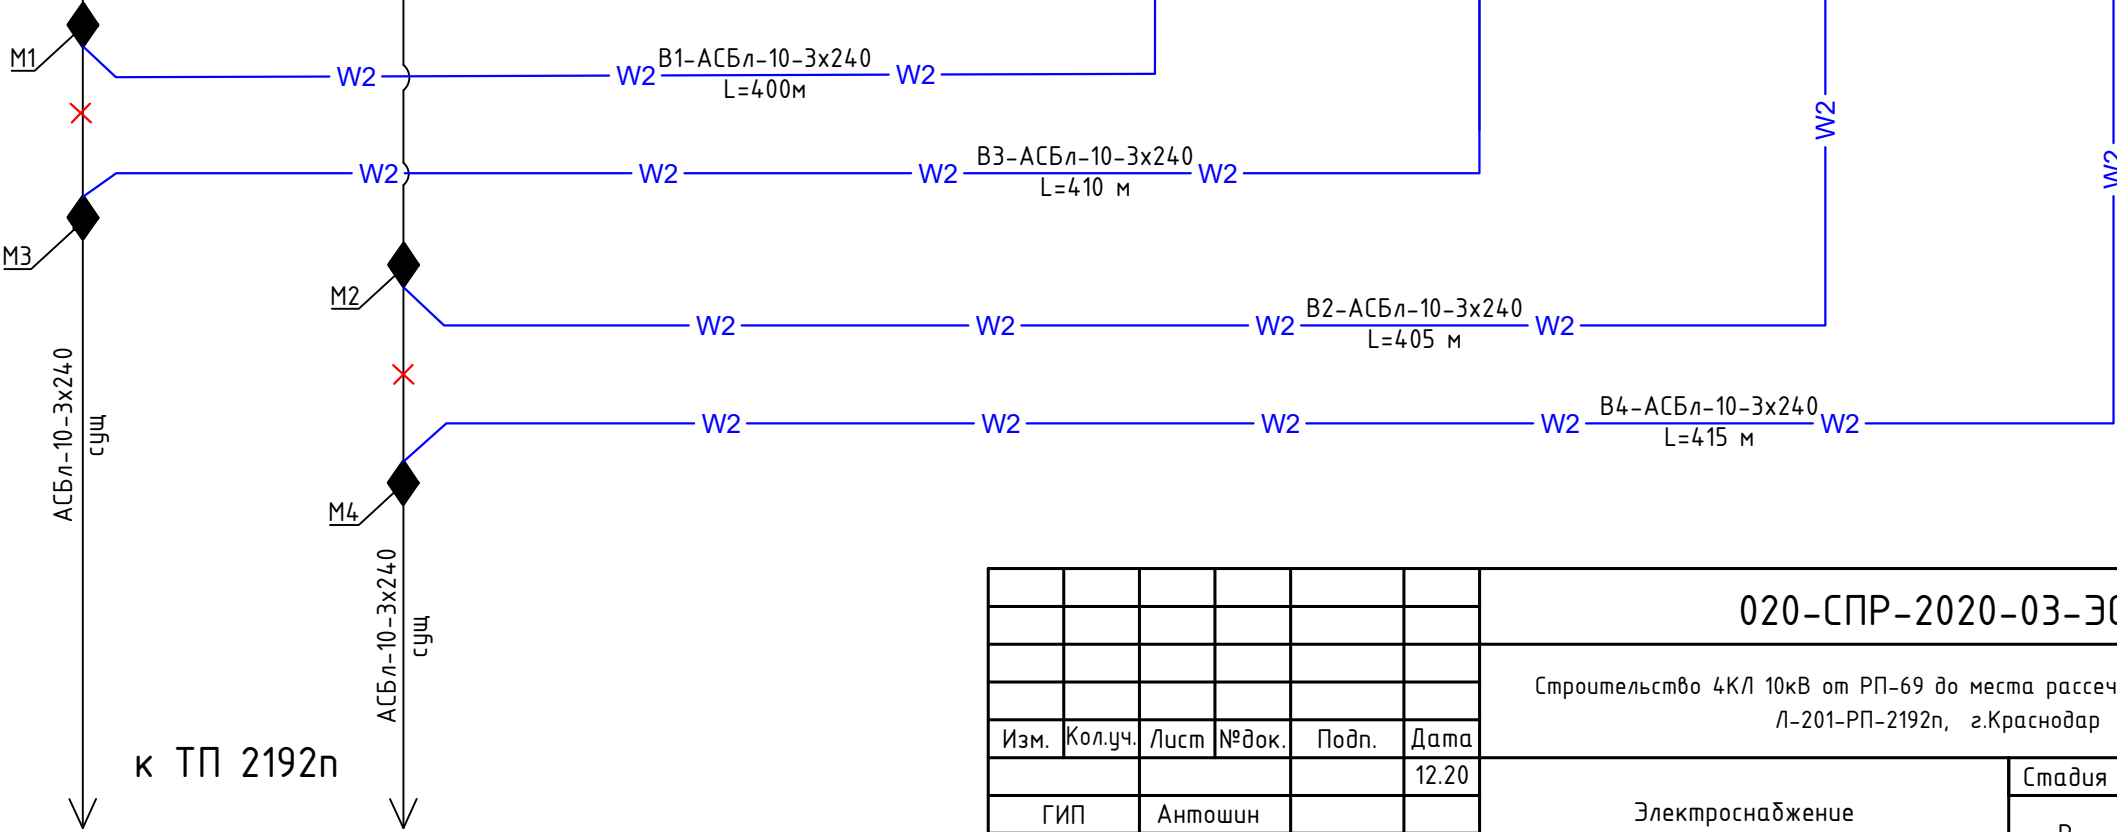 М1
W2
W2
В1-АСБл-10-3х240
L=400м
W2
W2
W2
W2
В3-АСБл-10-3х240
L=410 м
W2
W2
W2
М3
М2
W2
W2
W2
В2-АСБл-10-3х240
L=405 м
W2
W2
W2
W2
W2
В4-АСБл-10-3х240
L=415 м
W2
М4
АСБл-10-3х240
сущ
АСБл-10-3х240
сущ
к ТП 2192п
020-СПР-2020-03-ЭС
Строительство 4КЛ 10кВ от РП-69 до места рассеч
Л-201-РП-2192п, г.Краснодар
Изм. Кол.уч. Лист №док. Подп. Дата
12.20
Стадия
ГИП Антошин
Электроснабжение